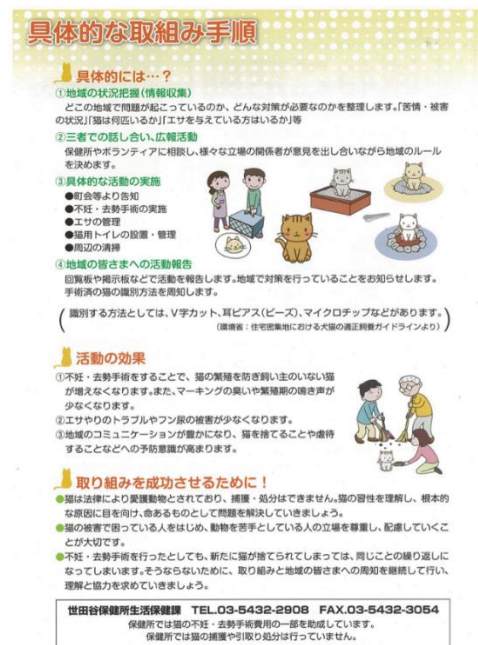 具体的な取組み手順
具体的には…？
①地域の状況把握（情報収集）
どこの地域で問題が起こっているのか、どんな対策が必要なのかを整理します。「苦情・被害
の状況」「猫は何匹いるか」「エサを与えている方はいるか」等
②三者での話し合い、広報活動
保健所やボランティアに相談し、様々な立場の関係者が意見を出し合いながら地域のルール
を決めます。
③具体的な活動の実施
●町会等より告知
●不妊・去勢手術の実施
●エサの管理
●猫用トイレの設置・管理
●周辺の清掃
④地域の皆さまへの活動報告
回覧板や掲示板などで活動を報告します。地域で対策を行っていることをお知らせします。
手術済の猫の識別方法を周知します。
（識別する方法としては、V字カット、耳ピアス（ビーズ）、マイクロチップなどがあります。
（環境省：住宅密集地における犬猫の適正飼養ガイドラインより））
活動の効果
①不妊・去勢手術をすることで、猫の繁殖を防ぎ飼い主のいない猫
が増えなくなります。また、マーキングの臭いや繁殖期の鳴き声が
少なくなります。
②エサやりのトラブルやフン尿の被害が少なくなります。
③地域のコミュニケーションが豊かになり、猫を捨てることや虐待
することなどへの予防意識が高まります。
取り組みを成功させるために！
●猫は法律により愛護動物とされており、捕獲・処分はできません。猫の習性を理解し、根本的
な原因に目を向け、命あるものとして問題を解決していきましょう。
●猫の被害で困っている人をはじめ、動物を苦手としている人の立場を尊重し、配慮していくこ
とが大切です。
●不妊・去勢手術を行ったとしても、新たに猫が捨てられてしまっては、同じことの繰り返しに
なってしまいます。そうならないために、取り組みと地域の皆さまへの周知を継続して行い、
理解と協力を求めていきましょう。
世田谷保健所生活保健課 TEL.03-5432-2908 FAX.03-5432-3054
保健所では猫の不妊・去勢手術費用の一部を助成しています。
保健所では猫の捕獲や引取り処分は行っていません。